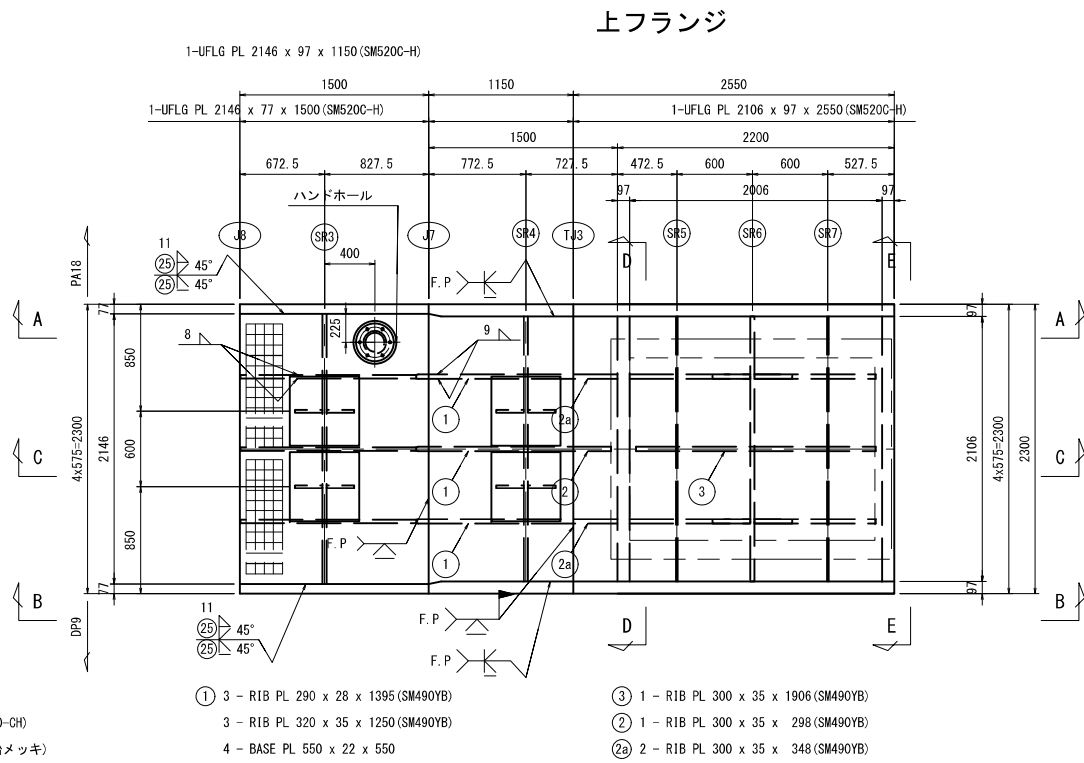 上フランジ
1-UFLG PL 2146 x 97 x 1150(SM520C-H)
1500 1150 2550
1-UFLG PL 2146 x 77 x 1500(SM520C-H) 1-UFLG PL 2106 x 97 x 2550(SM520C-H)
1500 2200
672.5 827.5 772.5 727.5 472.5 600 600 527.5
97 2006 97
ハンドホール
J8 SR3 J7 SR4 TJ3 SR5 SR6 SR7
11
25 45°
25 45°
400
F.P
D E
PA18
A A
77 97
225
8 9
850
1 2a
C C
4x575=2300 2146 600 2106 4x575=2300 2300
1 2 3
850
F.P
1 2a
77 97
B B
11
25 45°
25 45°
F.P
D E
DP9
F.P
1 3 - RIB PL 290 x 28 x 1395(SM490YB)
3 - RIB PL 320 x 35 x 1250(SM490YB)
4 - BASE PL 550 x 22 x 550
3 1 - RIB PL 300 x 35 x 1906(SM490YB)
2 1 - RIB PL 300 x 35 x 298(SM490YB)
2a 2 - RIB PL 300 x 35 x 348(SM490YB)
-CH)
メッキ)